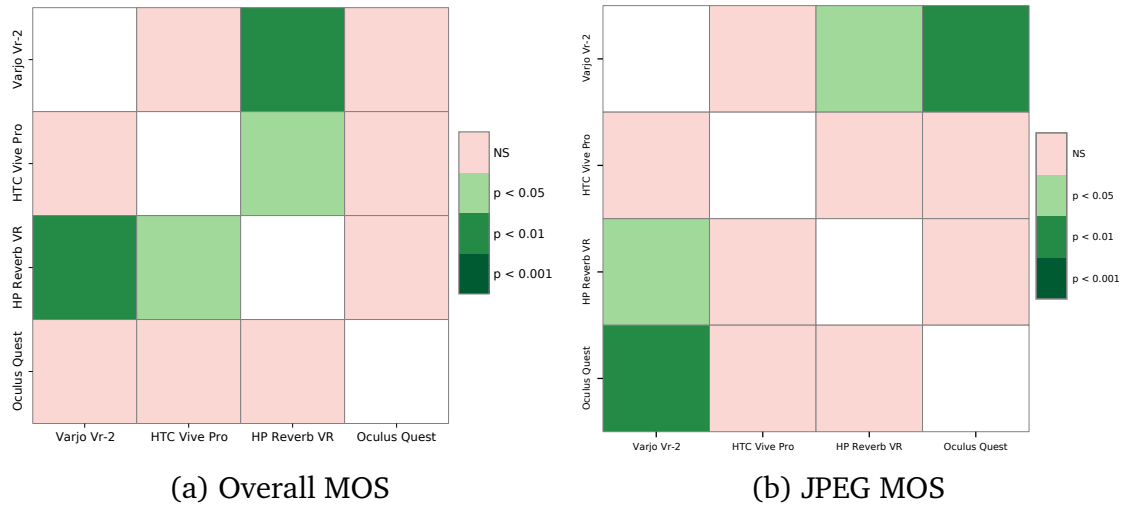 Varjo Vr-2
HTC Vive Pro
HP Reverb VR
Oculus Quest
Varjo Vr-2
HTC Vive Pro
HP Reverb VR
Oculus Quest
NS
p < 0.05
p < 0.01
p < 0.001
(a) Overall MOS
Varjo Vr-2
HTC Vive Pro
HP Reverb VR
Oculus Quest
Varjo Vr-2
HTC Vive Pro
HP Reverb VR
Oculus Quest
NS
p < 0.05
p < 0.01
p < 0.001
(b) JPEG MOS